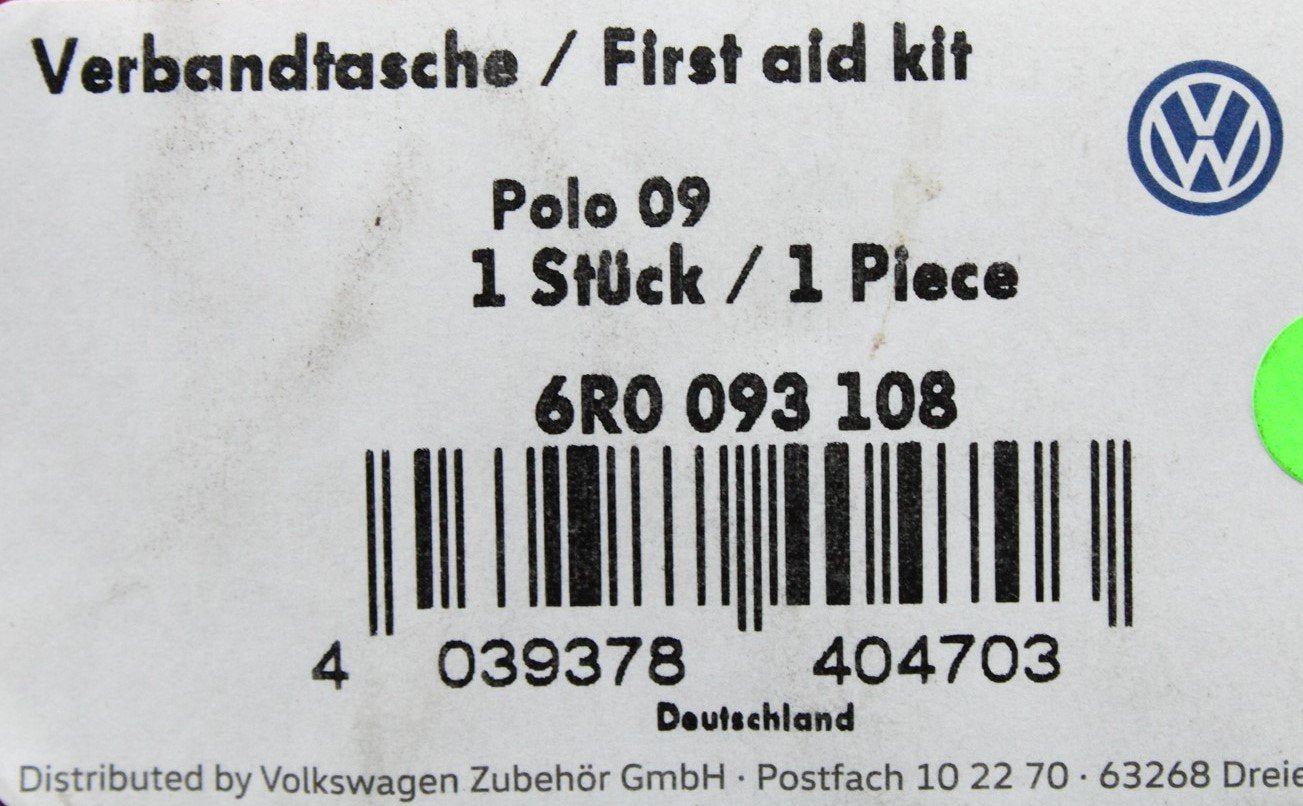 Verbandtasche / First aid kit
Polo 09
1 Stück / 1 Piece
6R0 093 108
4 039378 404703
Deutschland
Distributed by Volkswagen Zubehör GmbH · Postfach 10 22 70 · 63268 Dreie